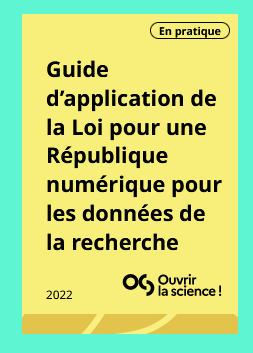 En pratique
Guide
d’application de
la Loi pour une
République
numérique pour
les données de
la recherche
2022
Ouvrir
la science !